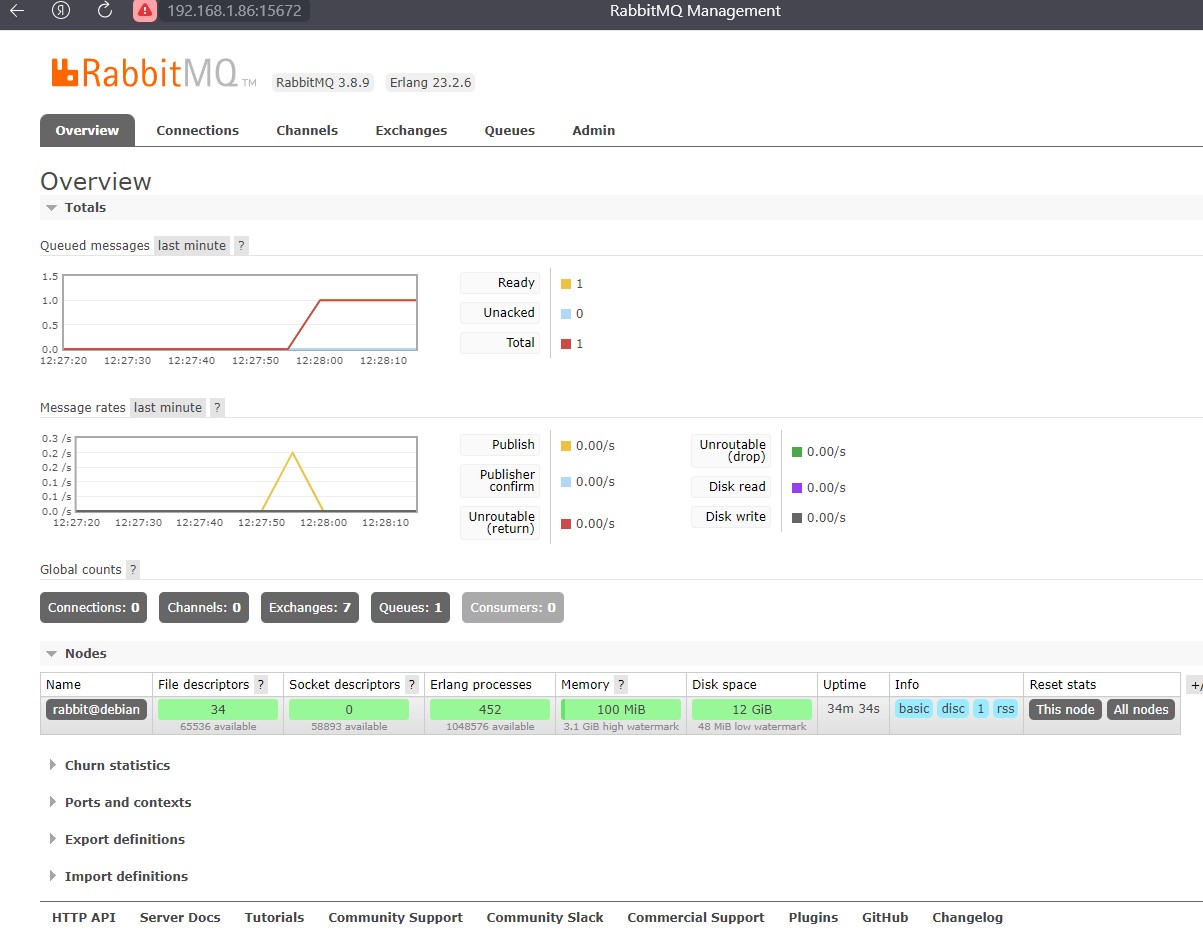 192.168.1.86:15672 RabbitMQ Management
RabbitMQ TM RabbitMQ 3.8.9 Erlang 23.2.6
Overview Connections Channels Exchanges Queues Admin
Overview
Totals
Queued messages last minute ?
1.5
1.0
0.5
0.0
12:27:20 12:27:30 12:27:40 12:27:50 12:28:00 12:28:10
Ready 1
Unacked 0
Total 1
Message rates last minute ?
0.3 /s
0.2 /s
0.2 /s
0.1 /s
0.1 /s
0.0 /s
12:27:20 12:27:30 12:27:40 12:27:50 12:28:00 12:28:10
Publish 0.00/s
Publisher
confirm 0.00/s
Unroutable
(return) 0.00/s
Unroutable
(drop) 0.00/s
Disk read 0.00/s
Disk write 0.00/s
Global counts ?
Connections: 0 Channels: 0 Exchanges: 7 Queues: 1 Consumers: 0
Nodes
Name File descriptors ? Socket descriptors ? Erlang processes Memory ? Disk space Uptime Info Reset stats +/
rabbit@debian 34 0 452 100 MiB 12 GiB 34m 34s basic disc 1 rss This node All nodes
65536 available 58893 available 1048576 available 3.1 GiB high watermark 48 MiB low watermark
Churn statistics
Ports and contexts
Export definitions
Import definitions
HTTP API Server Docs Tutorials Community Support Community Slack Commercial Support Plugins GitHub Changelog